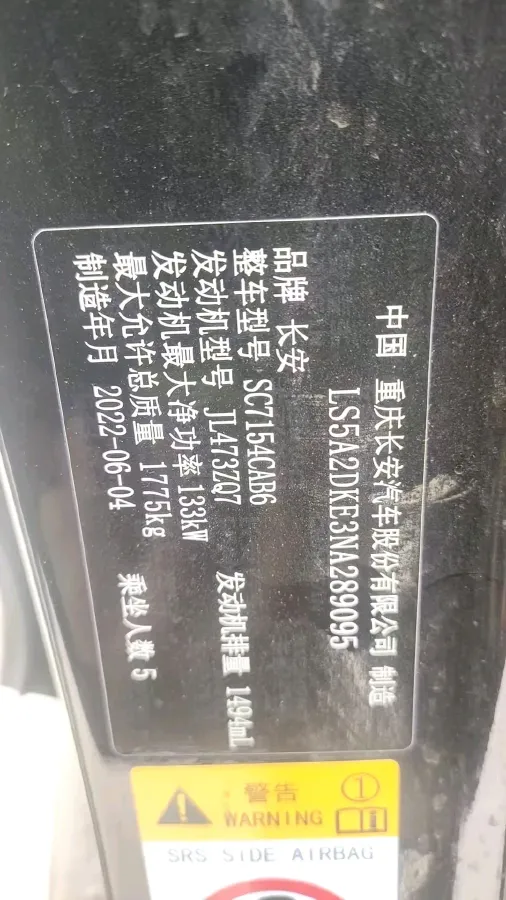 中国 重庆长安汽车股份有限公司 制造
LS5A2DKE3NA289095
品牌 长安
整车型号 SC7154CAB6
发动机型号 JL473ZQ7 发动机排量 1494mL
发动机最大净功率 133kW
最大允许总质量 1775kg
制造年月 2022-06-04 乘坐人数 5
警告
WARNING
①
SRS SIDE AIRBAG